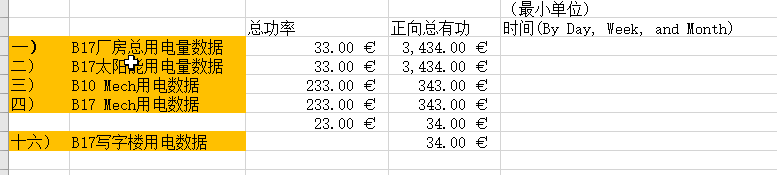 （最小单位）
总功率 正向总有功 时间(By Day, Week, and Month)
一） B17厂房总用电量数据 33.00 € 3,434.00 €
二） B17太阳能用电量数据 33.00 € 3,434.00 €
三） B10 Mech用电数据 233.00 € 343.00 €
四） B17 Mech用电数据 233.00 € 343.00 €
23.00 € 34.00 €
十六） B17写字楼用电数据 34.00 €